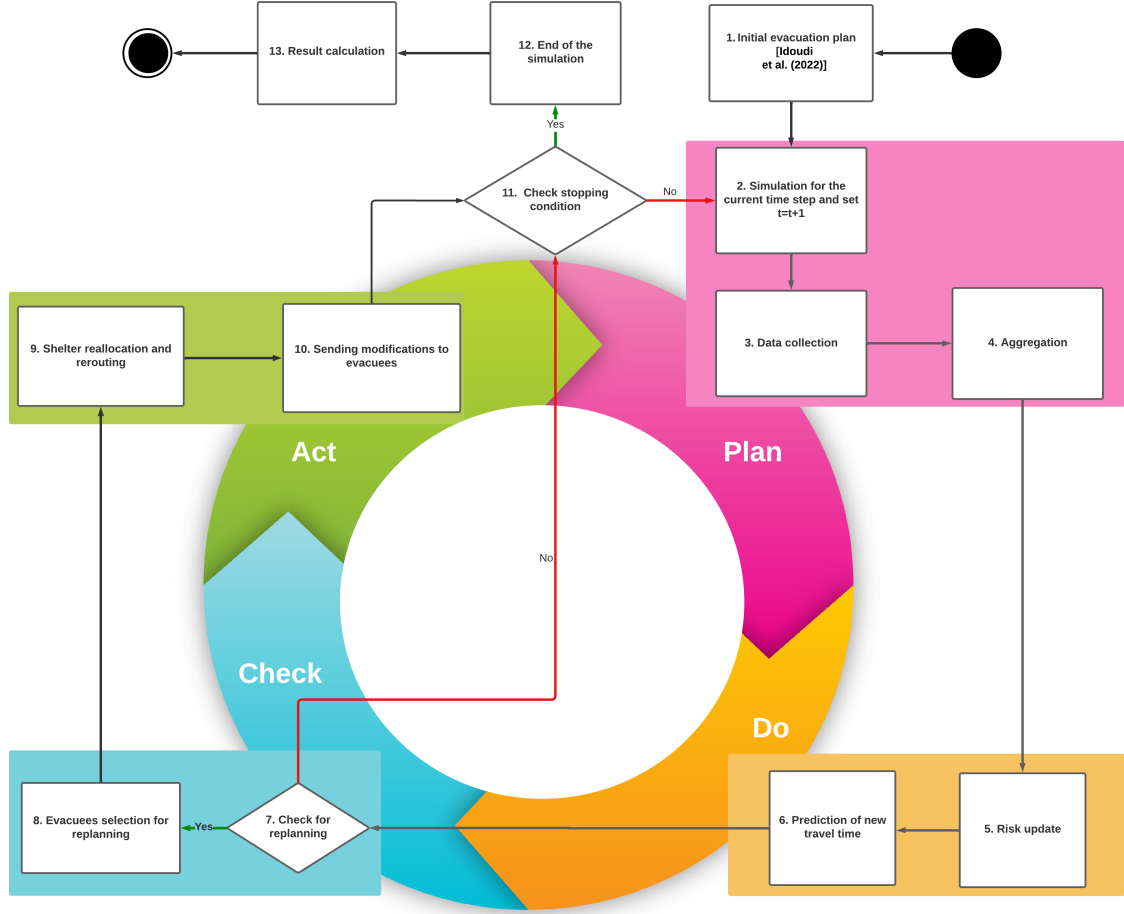 13. Result calculation
12. End of the
simulation
1. Initial evacuation plan
[Idoudi
et al. (2022)]
Yes
11. Check stopping
condition
No
2. Simulation for the
current time step and set
t=t+1
9. Shelter reallocation and
rerouting
10. Sending modifications to
evacuees
3. Data collection
4. Aggregation
Act
Plan
No
Check
Do
8. Evacuees selection for
replanning
Yes
7. Check for
replanning
6. Prediction of new
travel time
5. Risk update